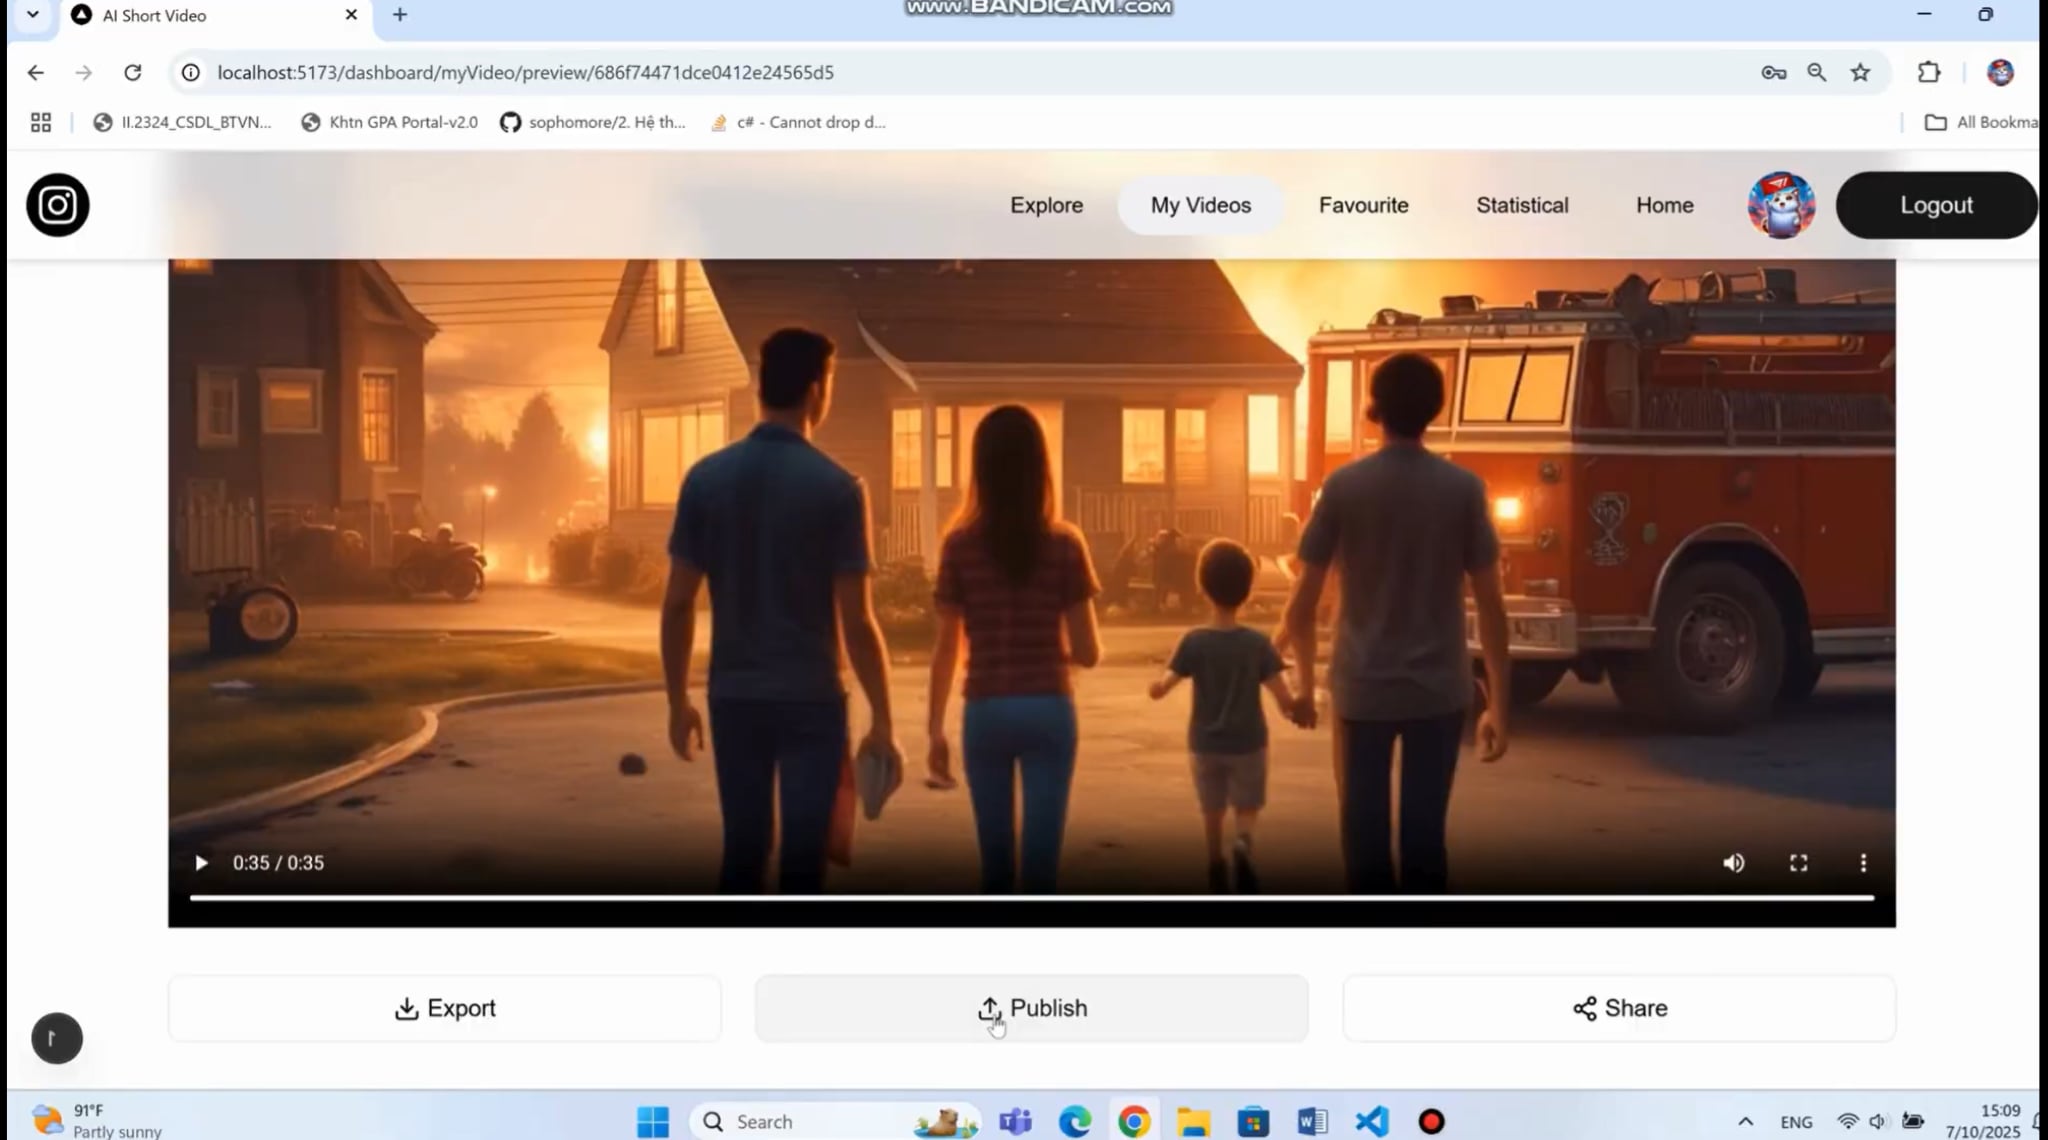 www.BANDICAM.com
AI Short Video
localhost:5173/dashboard/myVideo/preview/686f74471dce0412e24565d5
II.2324_CSDL_BTVN... Khtn GPA Portal-v2.0 sophomore/2. Hệ th... c# - Cannot drop d... All Bookma
Explore My Videos Favourite Statistical Home Logout
0:35 / 0:35
Export Publish Share
91°F
Partly sunny
Search
ENG
15:09
7/10/2025